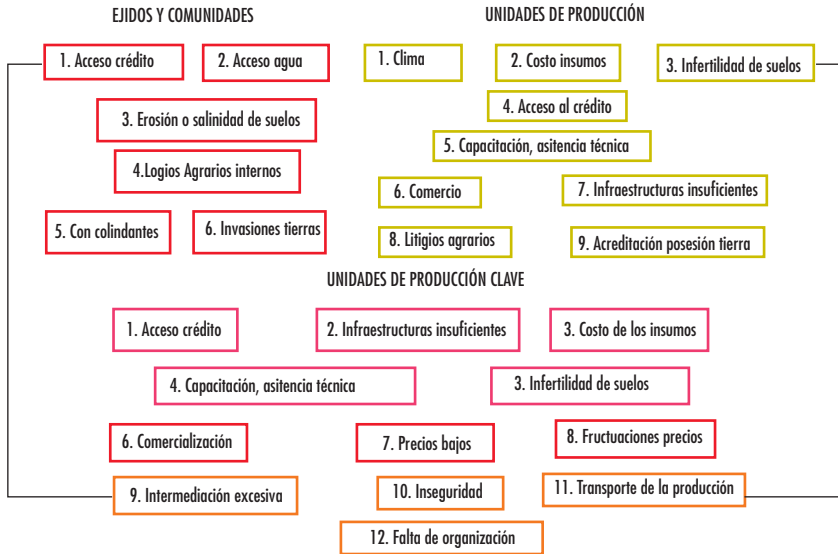 EJIDOS Y COMUNIDADES
UNIDADES DE PRODUCCIÓN
1. Acceso crédito
2. Acceso agua
1. Clima
2. Costo insumos
3. Infertilidad de suelos
3. Erosión o salinidad de suelos
4. Acceso al crédito
4.Logios Agrarios internos
5. Capacitación, asitencia técnica
6. Comercio
7. Infraestructuras insuficientes
5. Con colindantes
6. Invasiones tierras
8. Litigios agrarios
9. Acreditación posesión tierra
UNIDADES DE PRODUCCIÓN CLAVE
1. Acceso crédito
2. Infraestructuras insuficientes
3. Costo de los insumos
4. Capacitación, asitencia técnica
3. Infertilidad de suelos
6. Comercialización
7. Precios bajos
8. Fructuaciones precios
9. Intermediación excesiva
10. Inseguridad
11. Transporte de la producción
12. Falta de organización